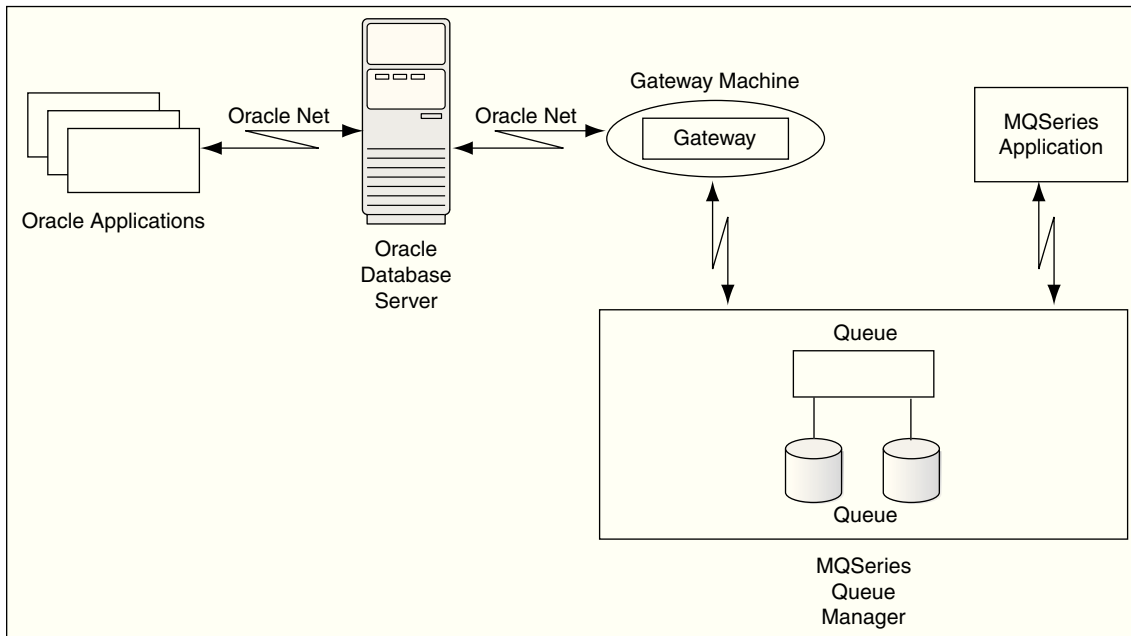 Gateway Machine
Oracle Net
Oracle Net
Gateway
MQSeries
Application
Oracle Applications
Oracle
Database
Server
Queue
Queue
MQSeries
Queue
Manager